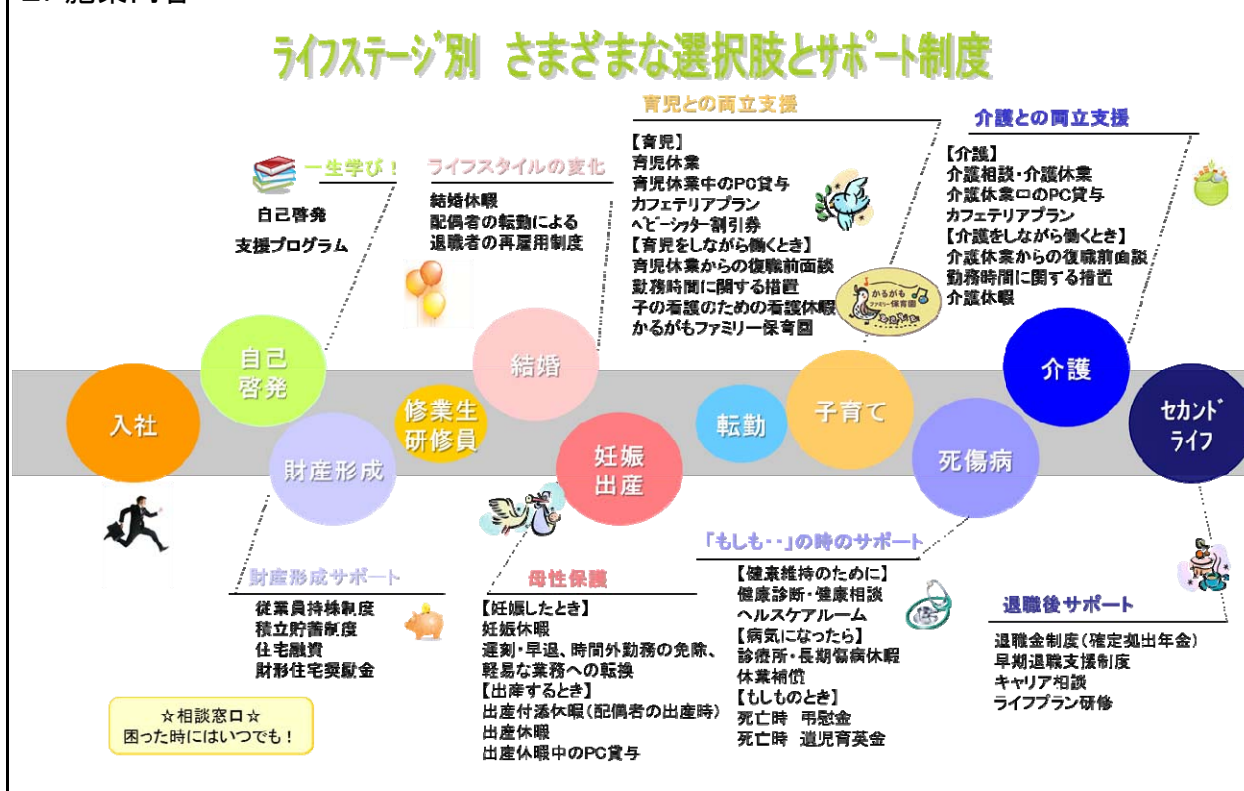 ライフステージ別 さまざまな選択肢とサポート制度
一生学び！
自己啓発
支援プログラム
ライフスタイルの変化
結婚休暇
配偶者の転勤による
退職者の再雇用制度
育児との両立支援
【育児】
育児休業
育児休業中のPC貸与
カフェテリアプラン
ベビーシッター割引券
【育児をしながら働くとき】
育児休業からの復職前面談
勤務時間に関する措置
子の看護のための看護休暇
かるがもファミリー保育園
かるがも
ファミリー保育園
介護との両立支援
【介護】
介護相談・介護休業
介護休業中のPC貸与
カフェテリアプラン
【介護をしながら働くとき】
介護休業からの復職前面談
勤務時間に関する措置
介護休暇
入社
自己
啓発
財産形成
修業生
研修員
結婚
妊娠
出産
転勤
子育て
死傷病
介護
セカンド
ライフ
財産形成サポート
従業員持株制度
積立貯蓄制度
住宅融資
財形住宅奨励金
☆相談窓口☆
困った時にはいつでも！
母性保護
【妊娠したとき】
妊娠休暇
遅刻・早退、時間外勤務の免除、
軽易な業務への転換
【出産するとき】
出産付添休暇（配偶者の出産時）
出産休暇
出産休暇中のPC貸与
「もしも・・」の時のサポート
【健康維持のために】
健康診断・健康相談
ヘルスケアルーム
【病気になったら】
診療所・長期傷病休暇
休業補償
【もしものとき】
死亡時 弔慰金
死亡時 遺児育英金
退職後サポート
退職金制度（確定拠出年金）
早期退職支援制度
キャリア相談
ライフプラン研修